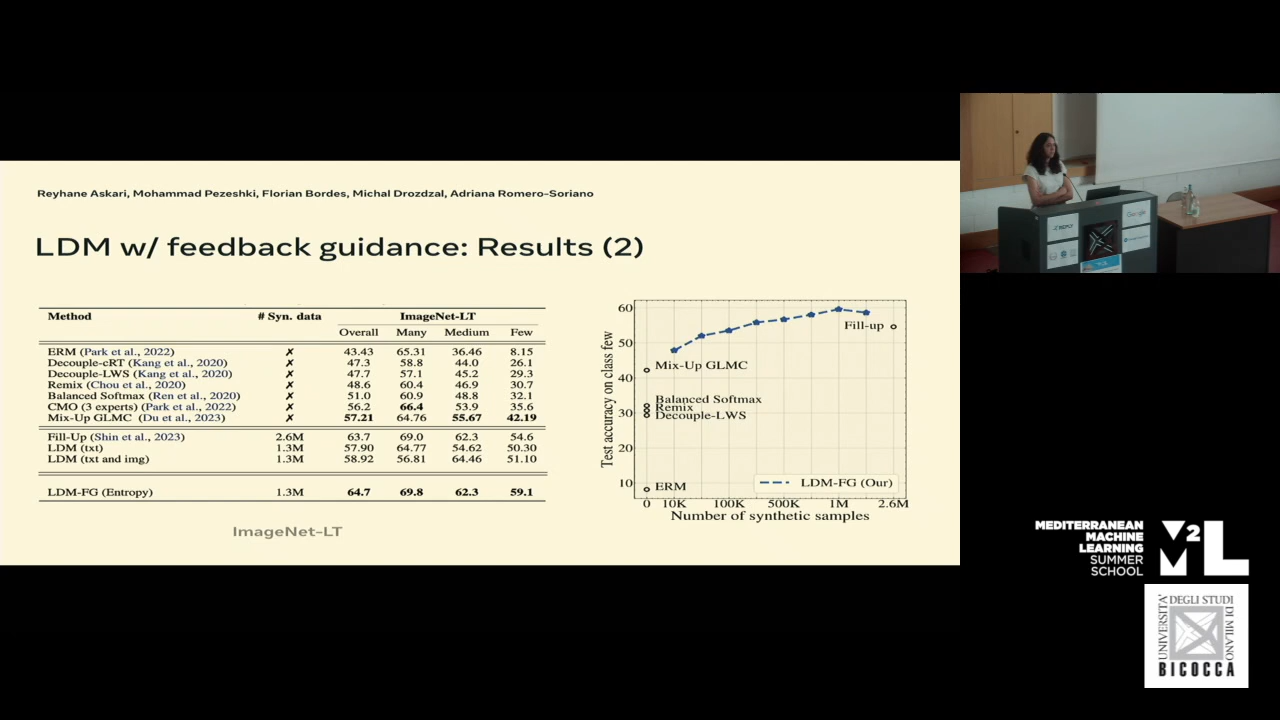 Reyhane Askari, Mohammad Pezeshki, Florian Bordes, Michal Drozdzal, Adriana Romero-Soriano
LDM w/ feedback guidance: Results (2)
Method # Syn. data ImageNet-LT
Overall Many Medium Few
ERM (Park et al., 2022) ✗ 43.43 65.31 36.46 8.15
Decouple-cRT (Kang et al., 2020) ✗ 47.3 58.8 44.0 26.1
Decouple-LWS (Kang et al., 2020) ✗ 47.7 57.1 45.2 29.3
Remix (Chou et al., 2020) ✗ 48.6 60.4 46.9 30.7
Balanced Softmax (Ren et al., 2020) ✗ 51.0 60.9 48.8 32.1
CMO (3 experts) (Park et al., 2022) ✗ 56.2 66.4 53.9 35.6
Mix-Up GLMC (Du et al., 2023) ✗ 57.21 64.76 55.67 42.19
Fill-Up (Shin et al., 2023) 2.6M 63.7 69.0 62.3 54.6
LDM (txt) 1.3M 57.90 64.77 54.62 50.30
LDM (txt and img) 1.3M 58.92 56.81 64.46 51.10
LDM-FG (Entropy) 1.3M 64.7 69.8 62.3 59.1
ImageNet-LT
Test accuracy on class few
60
50
40
30
20
10
Fill-up
Mix-Up GLMC
Balanced Softmax
Remix
Decouple-LWS
ERM
LDM-FG (Our)
0 10K 100K 500K 1M 2.6M
Number of synthetic samples
Google
MEDITERRANEAN
MACHINE
LEARNING
SUMMER
SCHOOL
M2L
UNIVERSITA'
DEGLI STUDI
DI MILANO
BICOCCA